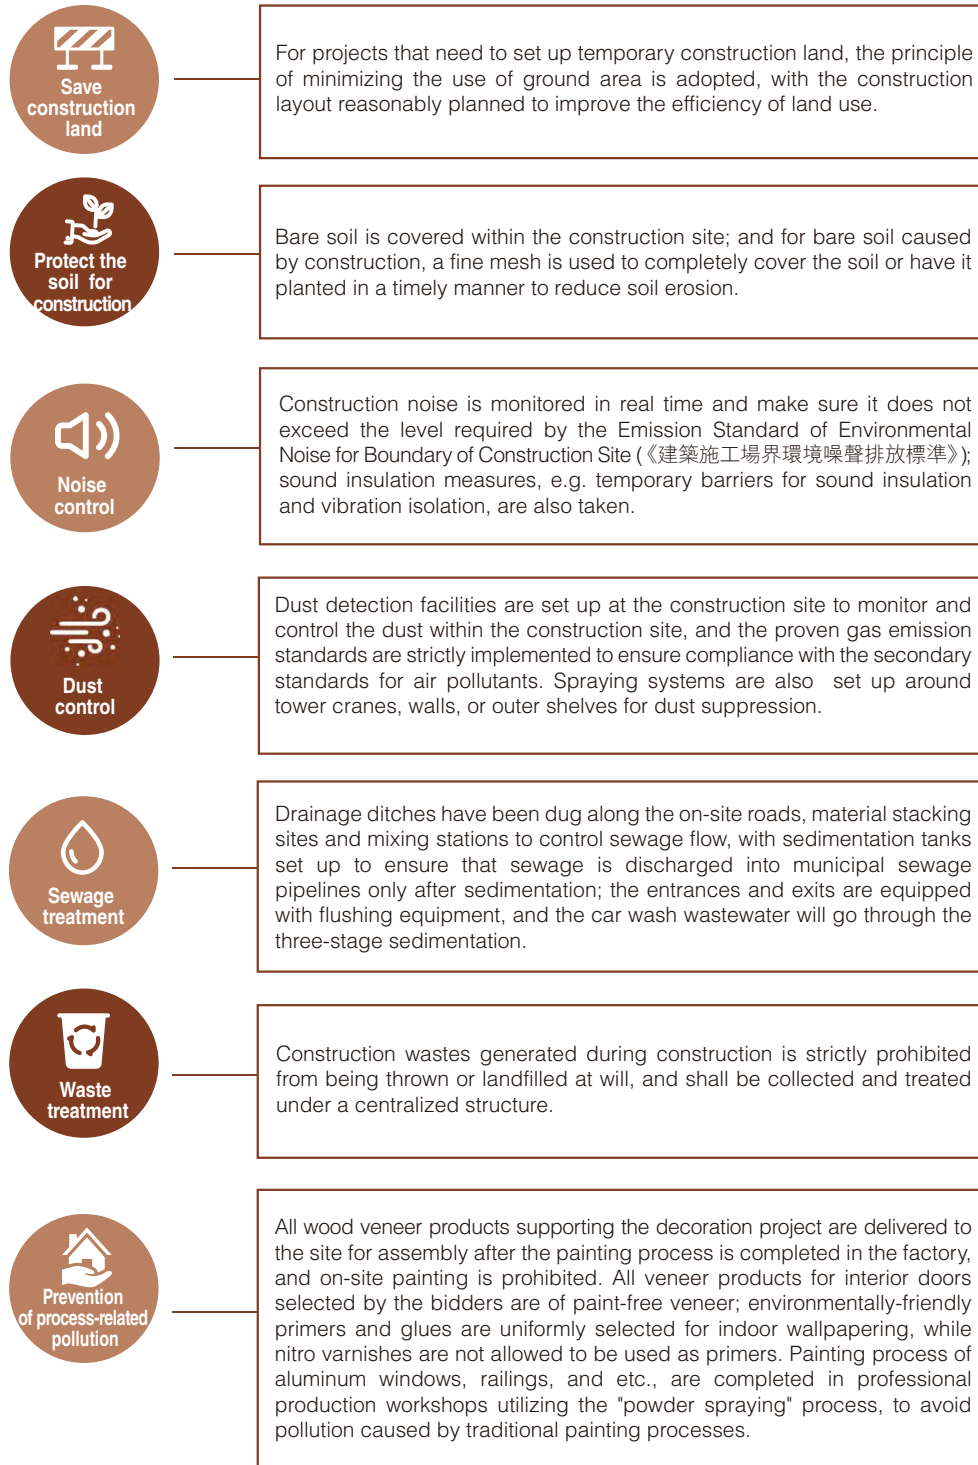 Save
construction
land
For projects that need to set up temporary construction land, the principle
of minimizing the use of ground area is adopted, with the construction
layout reasonably planned to improve the efficiency of land use.
Protect the
soil for
construction
Bare soil is covered within the construction site; and for bare soil caused
by construction, a fine mesh is used to completely cover the soil or have it
planted in a timely manner to reduce soil erosion.
Noise
control
Construction noise is monitored in real time and make sure it does not
exceed the level required by the Emission Standard of Environmental
Noise for Boundary of Construction Site (《建築施工場界環境噪聲排放標準》);
sound insulation measures, e.g. temporary barriers for sound insulation
and vibration isolation, are also taken.
Dust
control
Dust detection facilities are set up at the construction site to monitor and
control the dust within the construction site, and the proven gas emission
standards are strictly implemented to ensure compliance with the secondary
standards for air pollutants. Spraying systems are also set up around
tower cranes, walls, or outer shelves for dust suppression.
Sewage
treatment
Drainage ditches have been dug along the on-site roads, material stacking
sites and mixing stations to control sewage flow, with sedimentation tanks
set up to ensure that sewage is discharged into municipal sewage
pipelines only after sedimentation; the entrances and exits are equipped
with flushing equipment, and the car wash wastewater will go through the
three-stage sedimentation.
Waste
treatment
Construction wastes generated during construction is strictly prohibited
from being thrown or landfilled at will, and shall be collected and treated
under a centralized structure.
Prevention
of process-related
pollution
All wood veneer products supporting the decoration project are delivered to
the site for assembly after the painting process is completed in the factory,
and on-site painting is prohibited. All veneer products for interior doors
selected by the bidders are of paint-free veneer; environmentally-friendly
primers and glues are uniformly selected for indoor wallpapering, while
nitro varnishes are not allowed to be used as primers. Painting process of
aluminum windows, railings, and etc., are completed in professional
production workshops utilizing the "powder spraying" process, to avoid
pollution caused by traditional painting processes.